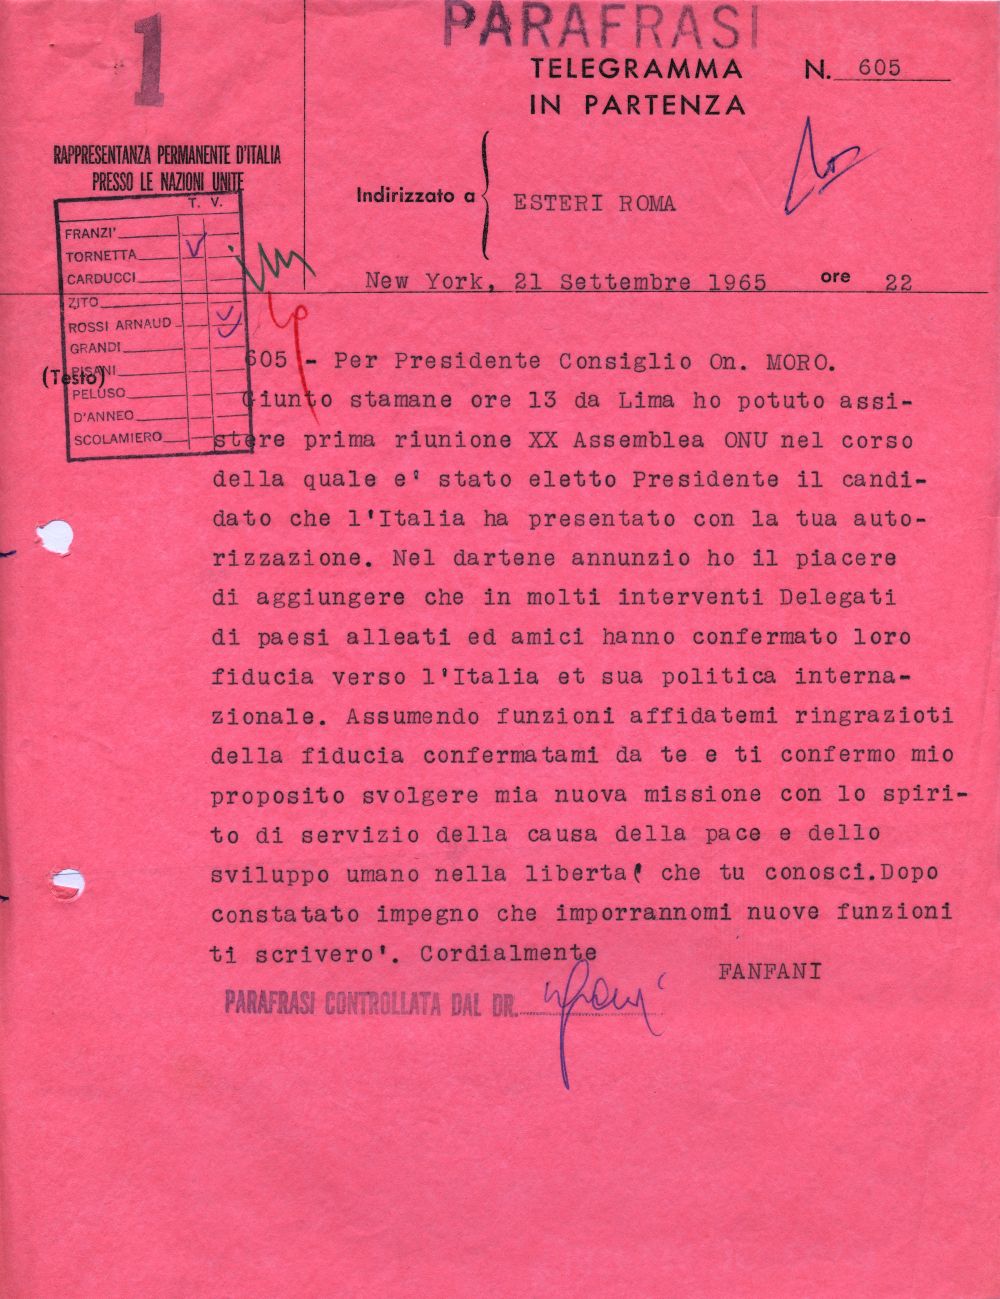 PARAFRASI
1
TELEGRAMMA
IN PARTENZA
N. 605
RAPPRESENTANZA PERMANENTE D'ITALIA
PRESSO LE NAZIONI UNITE
Indirizzato a
ESTERI ROMA
T. V.
FRANZI'
TORNETTA
CARDUCCI
ZITO
ROSSI ARNAUD
GRANDI
PISANI
PELUSO
D'ANNEO
SCOLAMIERO
New York, 21 Settembre 1965 ore 22
(Testo)
605 - Per Presidente Consiglio On. MORO.
Giunto stamane ore 13 da Lima ho potuto assi-
stere prima riunione XX Assemblea ONU nel corso
della quale e' stato eletto Presidente il candi-
dato che l'Italia ha presentato con la tua auto-
rizzazione. Nel dartene annunzio ho il piacere
di aggiungere che in molti interventi Delegati
di paesi alleati ed amici hanno confermato loro
fiducia verso l'Italia et sua politica interna-
zionale. Assumendo funzioni affidatemi ringrazioti
della fiducia confermatami da te e ti confermo mio
proposito svolgere mia nuova missione con lo spiri-
to di servizio della causa della pace e dello
sviluppo umano nella liberta( che tu conosci.Dopo
constatato impegno che imporrannomi nuove funzioni
ti scrivero'. Cordialmente
FANFANI
PARAFRASI CONTROLLATA DAL DR.